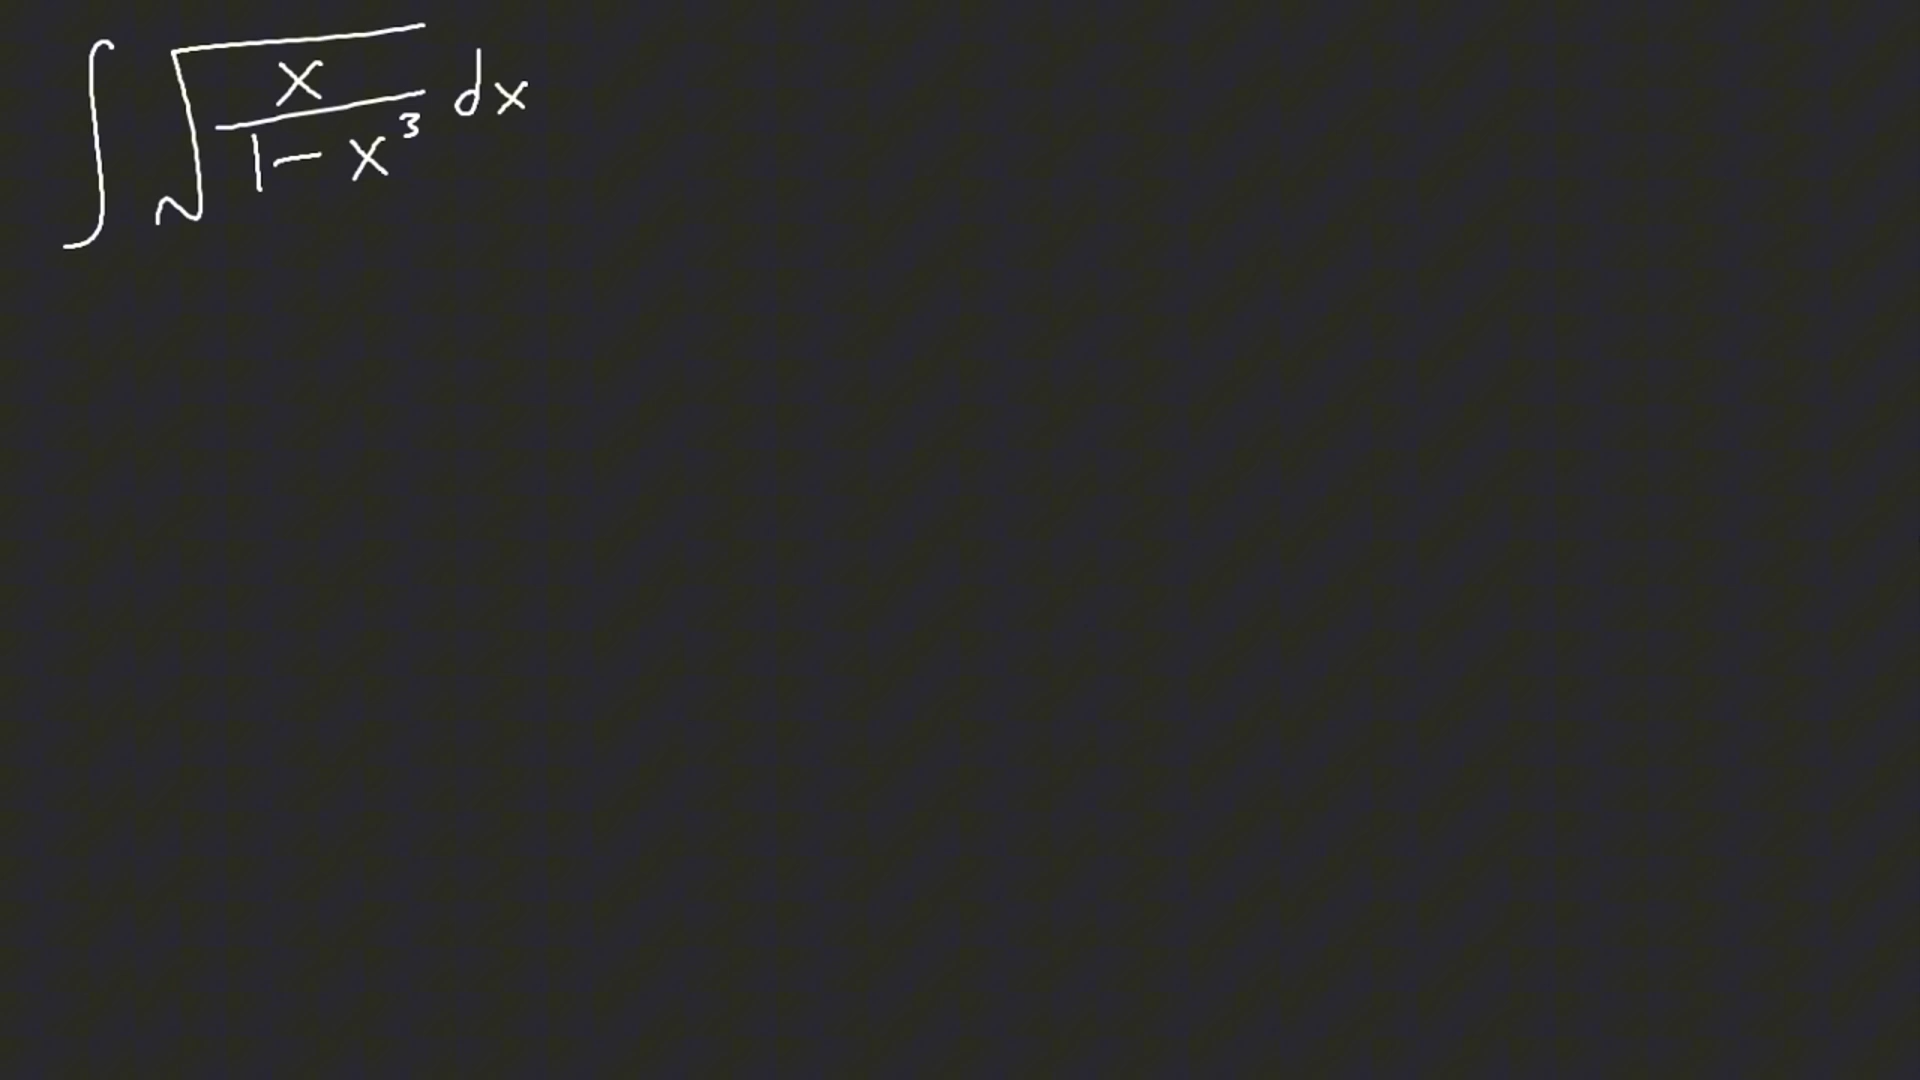 ∫ √(x/(1 - x³)) dx